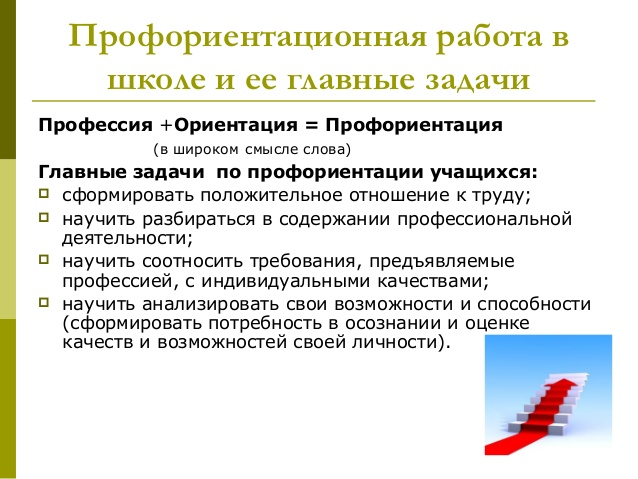 Профориентационная работа в
школе и ее главные задачи
Профессия +Ориентация = Профориентация
(в широком смысле слова)
Главные задачи по профориентации учащихся:
сформировать положительное отношение к труду;
научить разбираться в содержании профессиональной
деятельности;
научить соотносить требования, предъявляемые
профессией, с индивидуальными качествами;
научить анализировать свои возможности и способности
(сформировать потребность в осознании и оценке
качеств и возможностей своей личности).